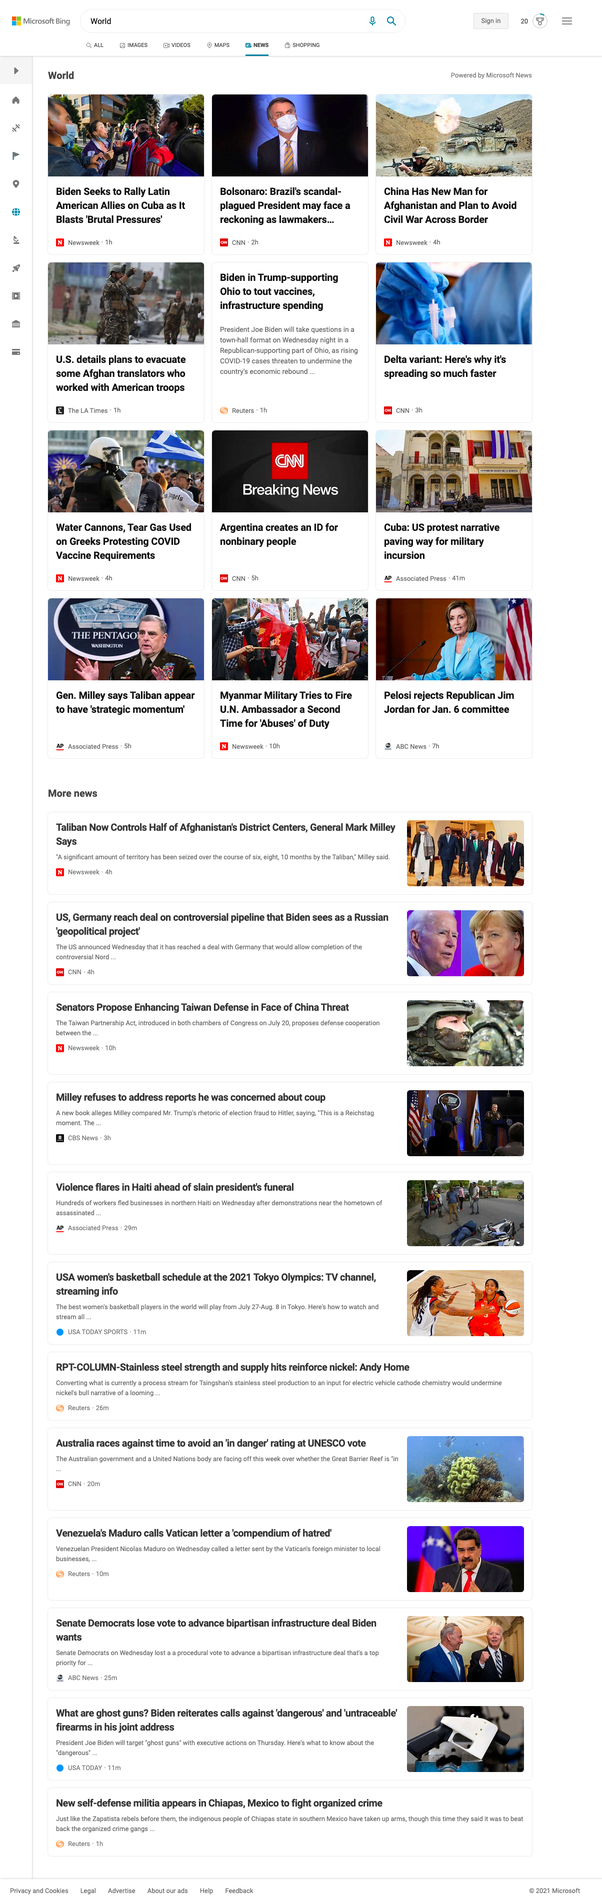 Microsoft Bing
World
Sign in
20
ALL
IMAGES
VIDEOS
MAPS
NEWS
SHOPPING
World
Powered by Microsoft News
Biden Seeks to Rally Latin
American Allies on Cuba as It
Blasts 'Brutal Pressures'
N Newsweek · 1h
Bolsonaro: Brazil's scandal-
plagued President may face a
reckoning as lawmakers...
CNN CNN · 2h
China Has New Man for
Afghanistan and Plan to Avoid
Civil War Across Border
N Newsweek · 4h
U.S. details plans to evacuate
some Afghan translators who
worked with American troops
The LA Times · 1h
Biden in Trump-supporting
Ohio to tout vaccines,
infrastructure spending
President Joe Biden will take questions in a
town-hall format on Wednesday night in a
Republican-supporting part of Ohio, as rising
COVID-19 cases threaten to undermine the
country's economic rebound ...
Reuters · 1h
Delta variant: Here's why it's
spreading so much faster
CNN CNN · 3h
Water Cannons, Tear Gas Used
on Greeks Protesting COVID
Vaccine Requirements
N Newsweek · 4h
CNN
Breaking News
Argentina creates an ID for
nonbinary people
CNN CNN · 5h
Cuba: US protest narrative
paving way for military
incursion
AP Associated Press · 41m
THE PENTAGON
WASHINGTON
Gen. Milley says Taliban appear
to have 'strategic momentum'
AP Associated Press · 5h
Myanmar Military Tries to Fire
U.N. Ambassador a Second
Time for 'Abuses' of Duty
N Newsweek · 10h
Pelosi rejects Republican Jim
Jordan for Jan. 6 committee
ABC News · 7h
More news
Taliban Now Controls Half of Afghanistan's District Centers, General Mark Milley
Says
"A significant amount of territory has been seized over the course of six, eight, 10 months by the Taliban," Milley said.
N Newsweek · 4h
US, Germany reach deal on controversial pipeline that Biden sees as a Russian
'geopolitical project'
The US announced Wednesday that it has reached a deal with Germany that would allow completion of the
controversial Nord ...
CNN CNN · 4h
Senators Propose Enhancing Taiwan Defense in Face of China Threat
The Taiwan Partnership Act, introduced in both chambers of Congress on July 20, proposes defense cooperation
between the ...
N Newsweek · 10h
Milley refuses to address reports he was concerned about coup
A new book alleges Milley compared Mr. Trump's rhetoric of election fraud to Hitler, saying, "This is a Reichstag
moment. The ...
CBS News · 3h
Violence flares in Haiti ahead of slain president's funeral
Hundreds of workers fled businesses in northern Haiti on Wednesday after demonstrations near the hometown of
assassinated ...
AP Associated Press · 29m
USA women's basketball schedule at the 2021 Tokyo Olympics: TV channel,
streaming info
The best women's basketball players in the world will play from July 27-Aug. 8 in Tokyo. Here's how to watch and
stream all ...
USA TODAY SPORTS · 11m
RPT-COLUMN-Stainless steel strength and supply hits reinforce nickel: Andy Home
Converting what is currently a process stream for Tsingshan's stainless steel production to an input for electric vehicle cathode chemistry would undermine
nickel's bull narrative of a looming ...
Reuters · 26m
Australia races against time to avoid an 'in danger' rating at UNESCO vote
The Australian government and a United Nations body are facing off this week over whether the Great Barrier Reef is "in
...
CNN CNN · 20m
Venezuela's Maduro calls Vatican letter a 'compendium of hatred'
Venezuelan President Nicolas Maduro on Wednesday called a letter sent by the Vatican's foreign minister to local
businesses, ...
Reuters · 10m
Senate Democrats lose vote to advance bipartisan infrastructure deal Biden
wants
Senate Democrats on Wednesday lost a a procedural vote to advance a bipartisan infrastructure deal that's a top
priority for ...
ABC News · 25m
What are ghost guns? Biden reiterates calls against 'dangerous' and 'untraceable'
firearms in his joint address
President Joe Biden will target "ghost guns" with executive actions on Thursday. Here's what to know about the
"dangerous" ...
USA TODAY · 11m
New self-defense militia appears in Chiapas, Mexico to fight organized crime
Just like the Zapatista rebels before them, the indigenous people of Chiapas state in southern Mexico have taken up arms, though this time they said it was to beat
back the organized crime gangs ...
Reuters · 1h
Privacy and Cookies
Legal
Advertise
About our ads
Help
Feedback
© 2021 Microsoft